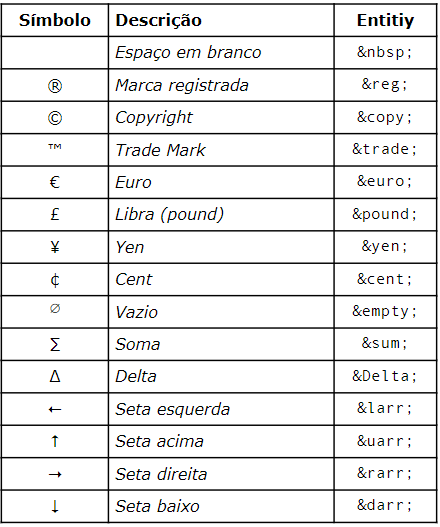 Símbolo Descrição Entitiy
Espaço em branco &nbsp;
® Marca registrada &reg;
© Copyright &copy;
™ Trade Mark &trade;
€ Euro &euro;
£ Libra (pound) &pound;
¥ Yen &yen;
¢ Cent &cent;
∅ Vazio &empty;
∑ Soma &sum;
Δ Delta &Delta;
← Seta esquerda &larr;
↑ Seta acima &uarr;
→ Seta direita &rarr;
↓ Seta baixo &darr;